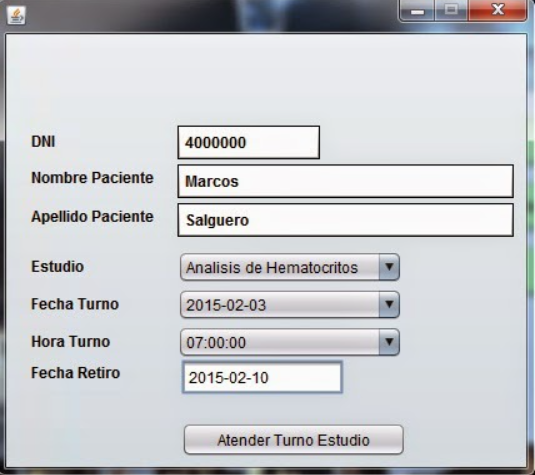 DNI 4000000
Nombre Paciente Marcos
Apellido Paciente Salguero
Estudio Analisis de Hematocritos
Fecha Turno 2015-02-03
Hora Turno 07:00:00
Fecha Retiro 2015-02-10
Atender Turno Estudio